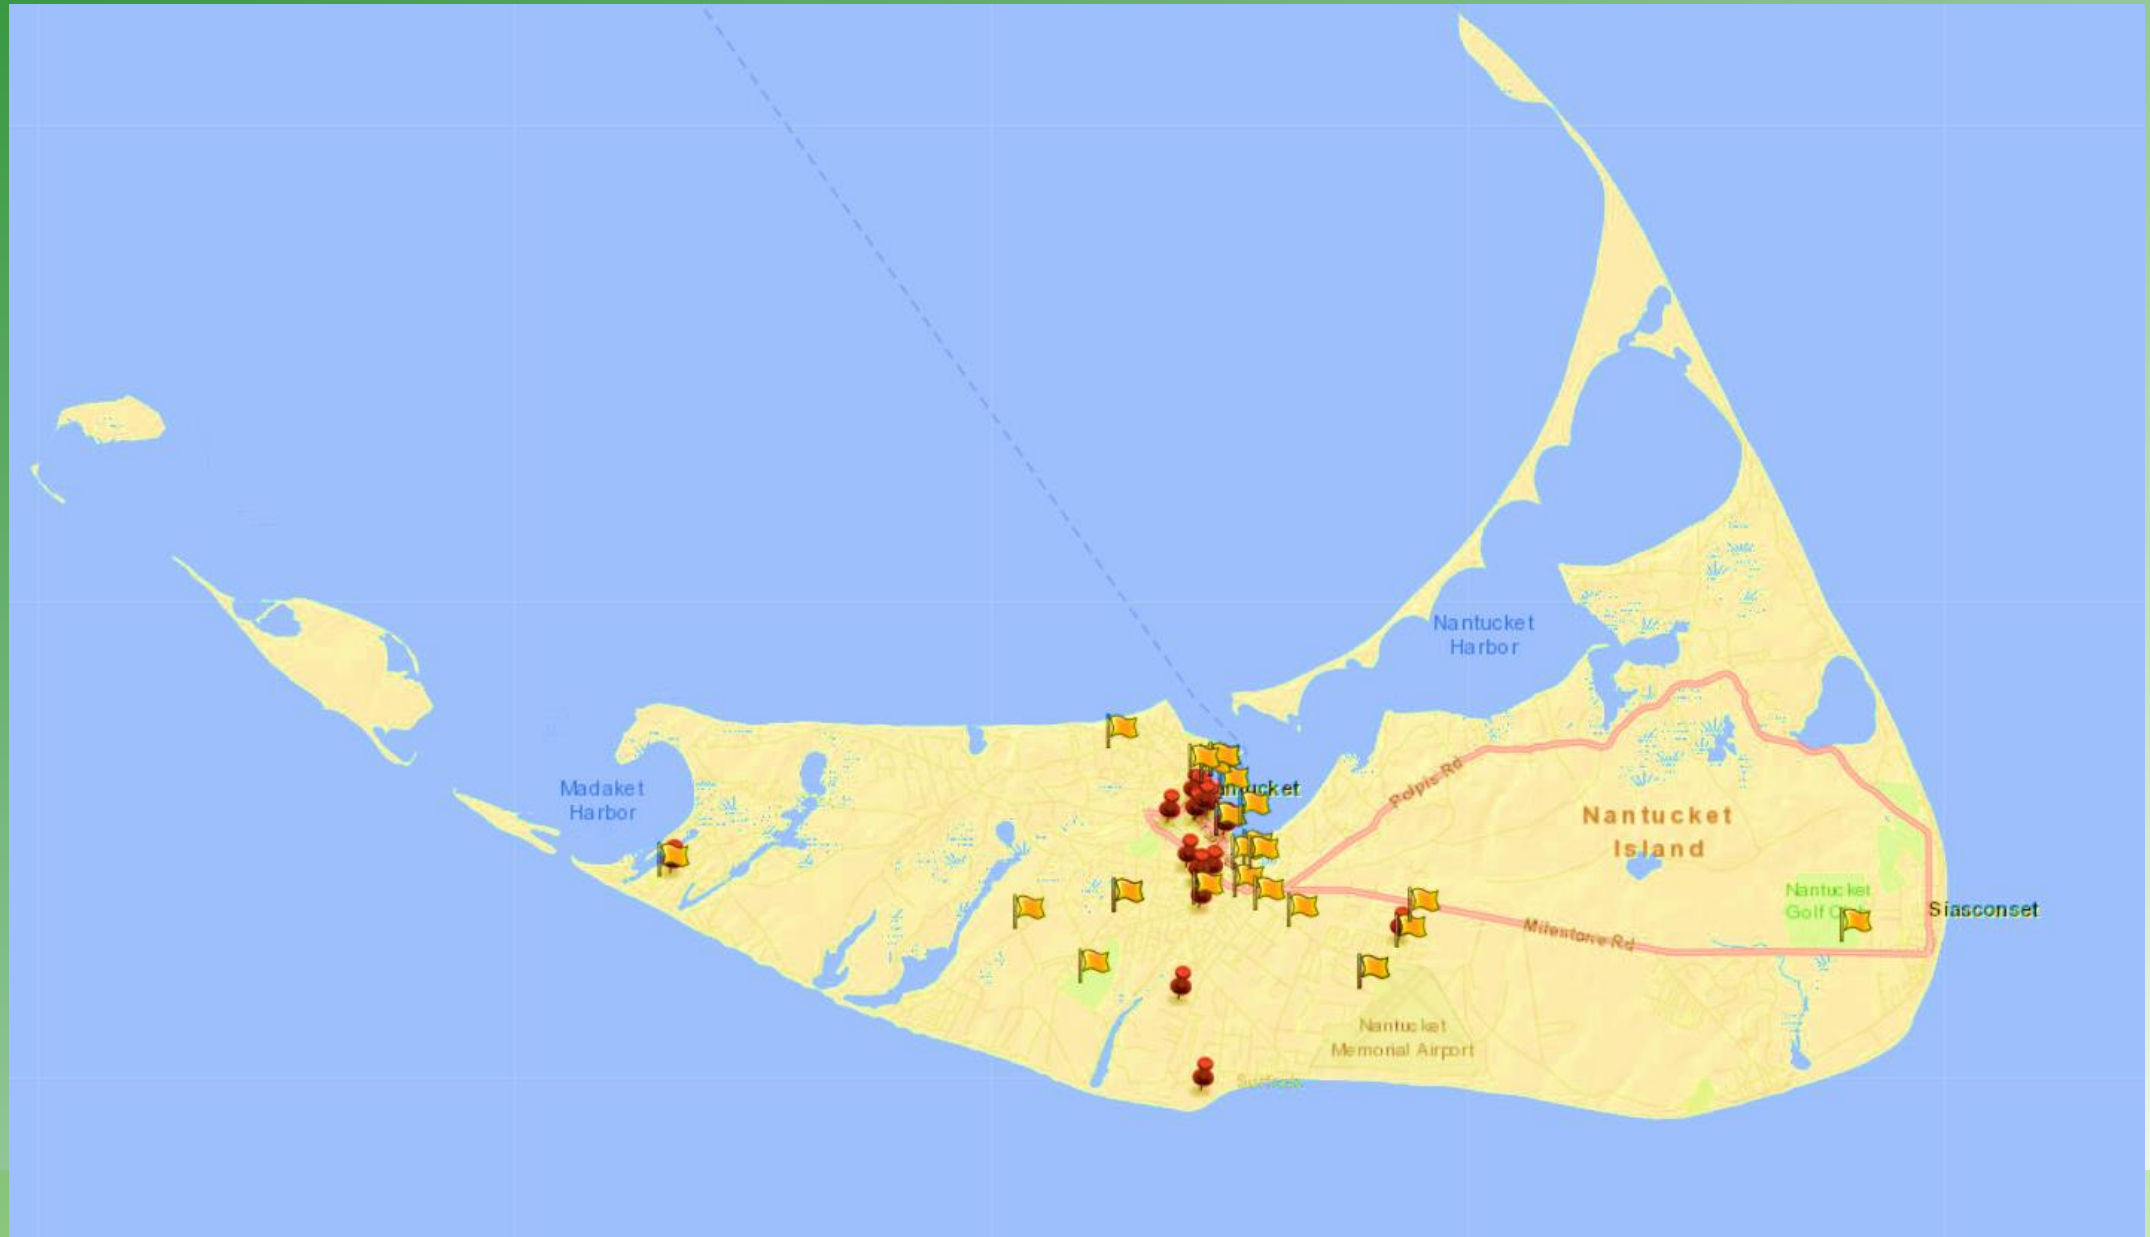 Nantucket
Harbor
Madaket
Harbor
Polpis Rd
Nantucket
Island
Nantucket
Siasconset
Milestone Rd
Nantucket
Memorial Airport